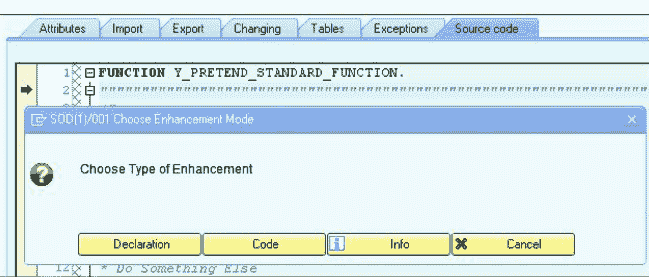 Attributes Import Export Changing Tables Exceptions Source code
1 FUNCTION Y_PRETEND_STANDARD_FUNCTION.
2 """"""""""""""""""""""""""""""""""""""""""""""""""""""""""""
SOD(1)/001 Choose Enhancement Mode
Choose Type of Enhancement
Declaration Code Info Cancel
12 * Do Something Else